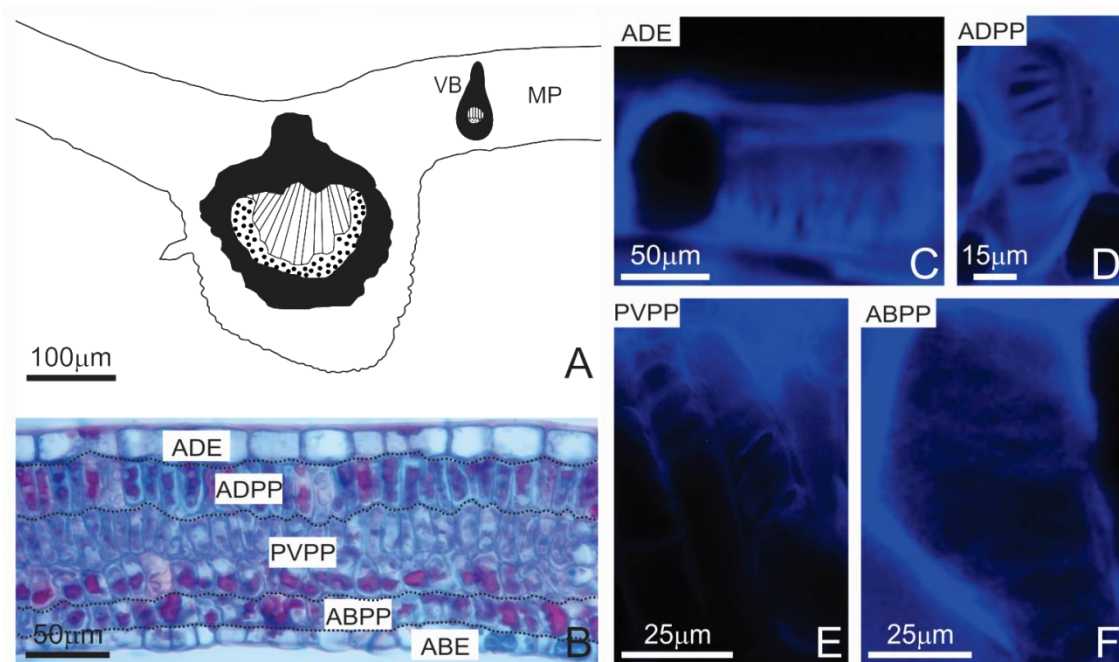 VB
MP
100μm
A
ADE
ADPP
PVPP
ABPP
ABE
50μm
B
ADE
50μm
C
ADPP
15μm
D
PVPP
25μm
E
ABPP
25μm
F